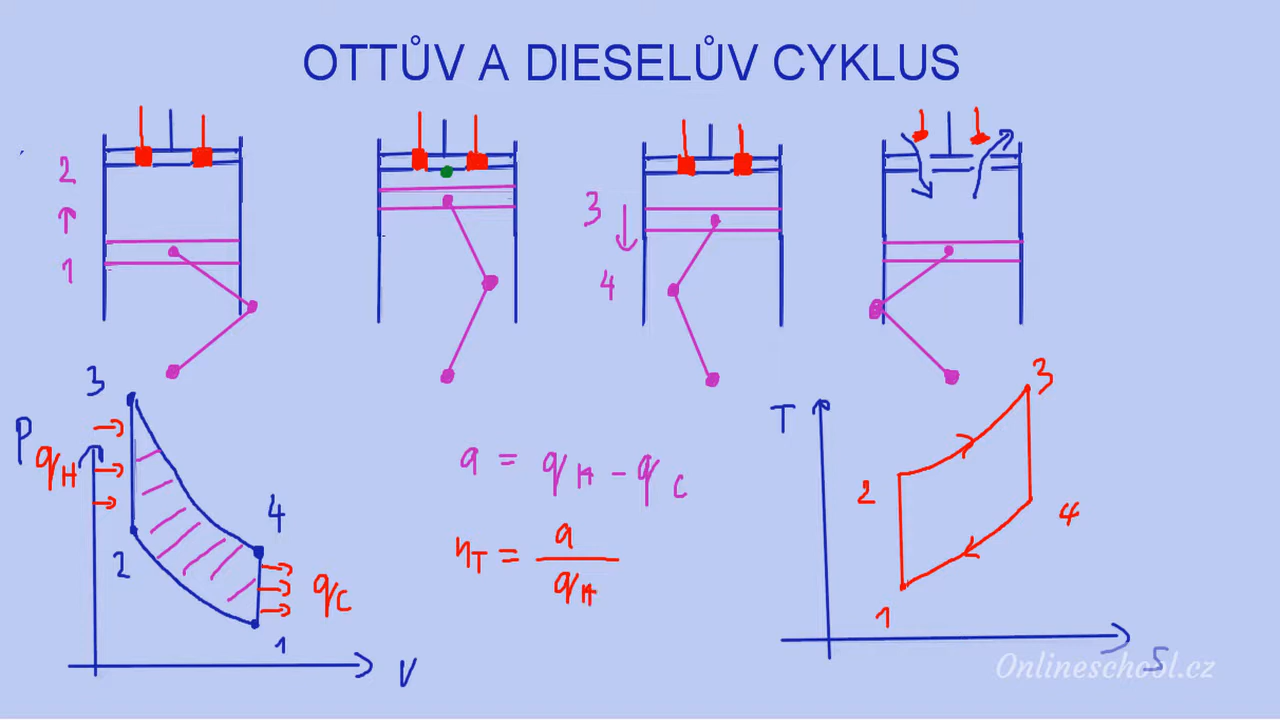 OTTŮV A DIESELŮV CYKLUS
2
1
3
4
3
P
qH
2
4
qC
1
V
a = qH - qC
ηT = a / qH
T
3
2
4
1
S
Onlineschool.cz